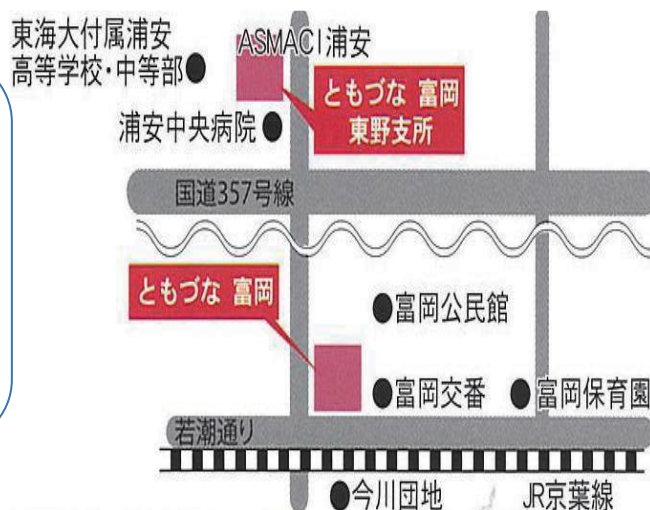 東海大付属浦安
高等学校・中等部
ASMACI浦安
ともづな 富岡
東野支所
浦安中央病院
国道357号線
ともづな 富岡
富岡公民館
富岡交番
富岡保育園
若潮通り
今川団地
JR京葉線